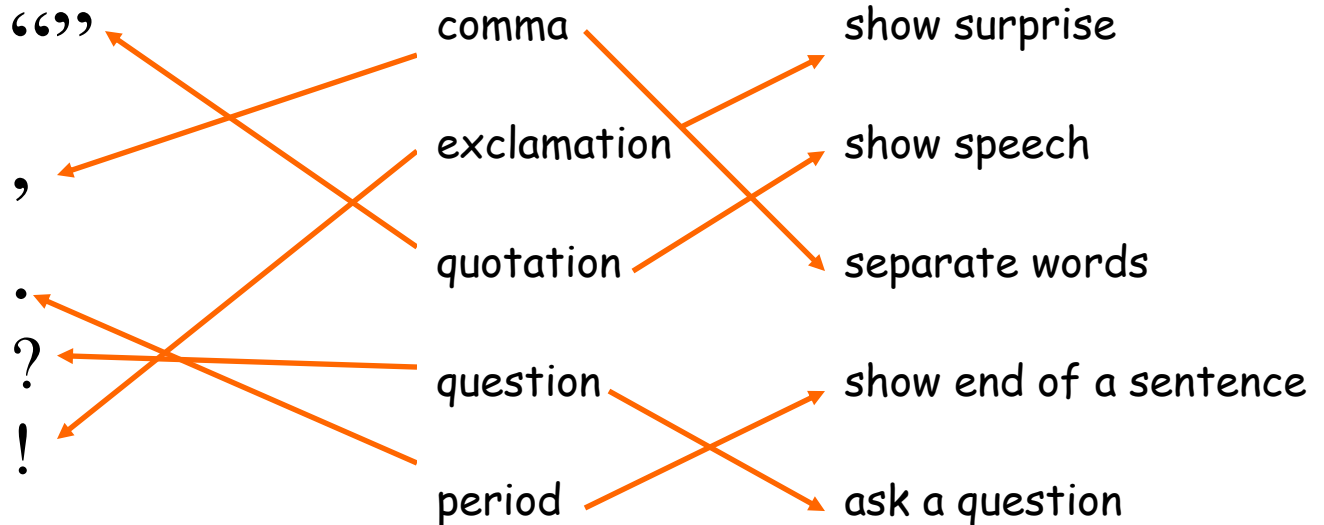 “” comma show surprise
, exclamation show speech
quotation separate words
.
? question show end of a sentence
!
period ask a question